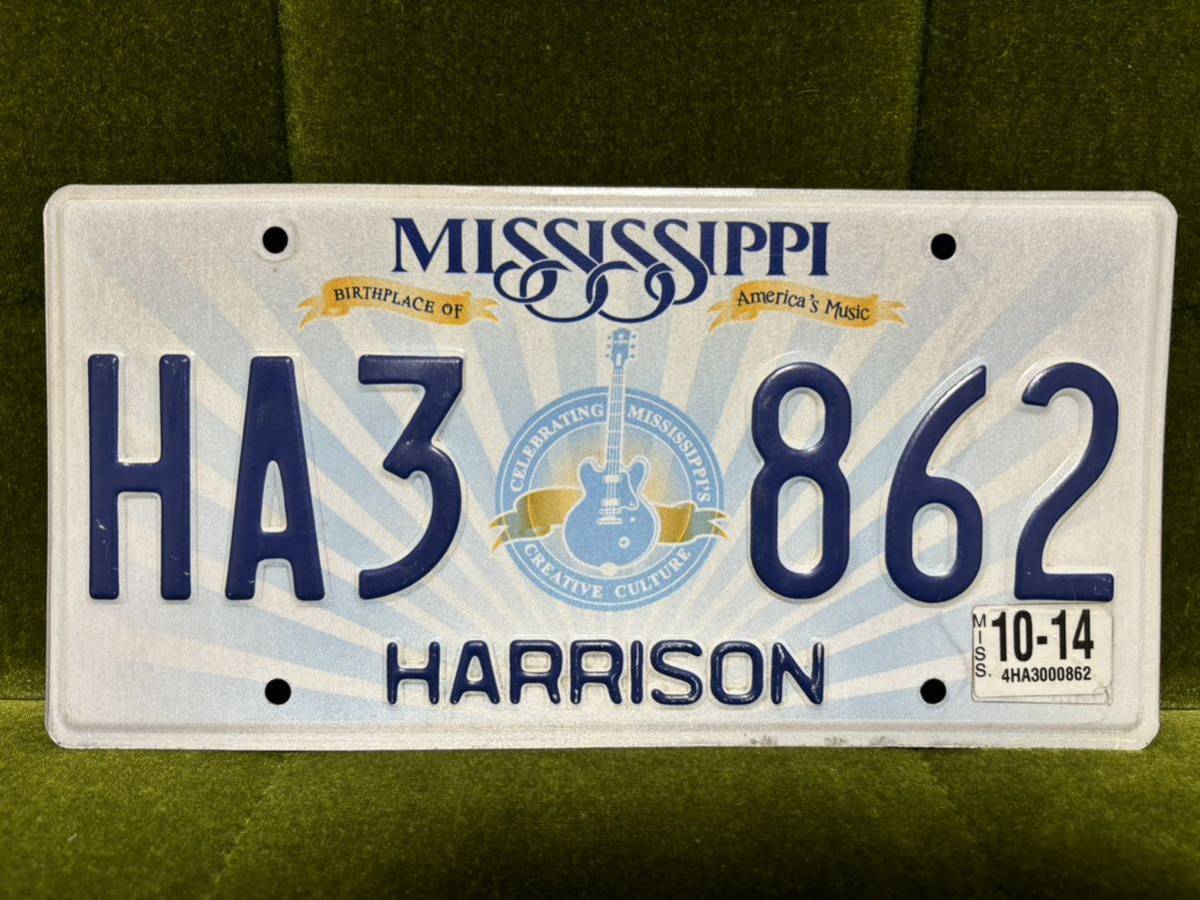 MISSISSIPPI
BIRTHPLACE OF
America's Music
HA3 862
CELEBRATING MISSISSIPPI'S
CREATIVE CULTURE
HARRISON
MISS.
10-14
4HA3000862